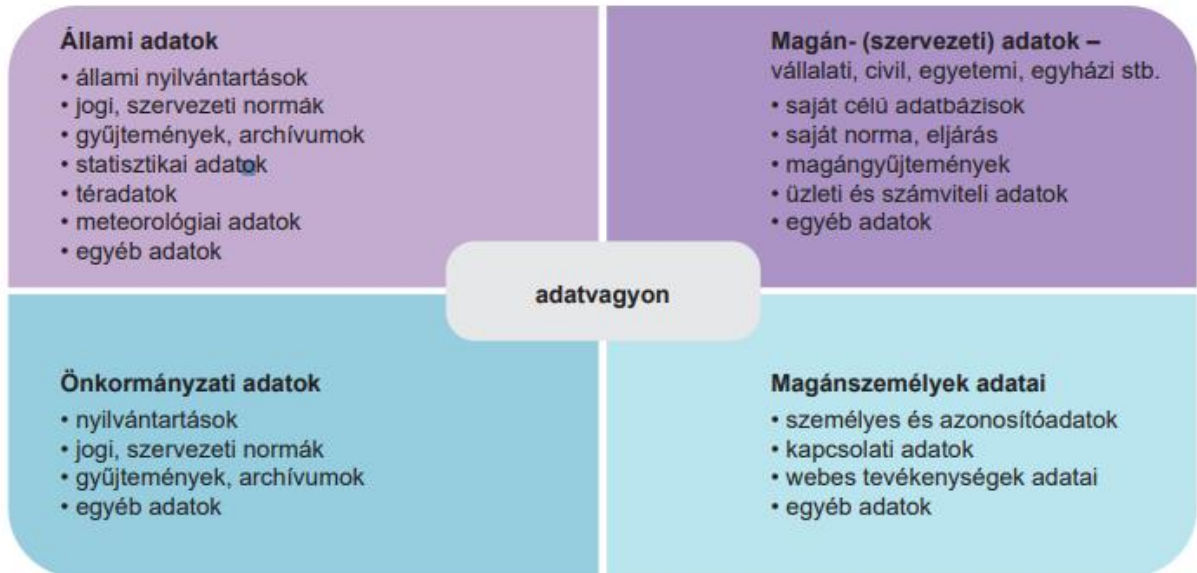 Állami adatok
• állami nyilvántartások
• jogi, szervezeti normák
• gyűjtemények, archívumok
• statisztikai adatok
• téradatok
• meteorológiai adatok
• egyéb adatok
Magán- (szervezeti) adatok –
vállalati, civil, egyetemi, egyházi stb.
• saját célú adatbázisok
• saját norma, eljárás
• magángyűjtemények
• üzleti és számviteli adatok
• egyéb adatok
adatvagyon
Önkormányzati adatok
• nyilvántartások
• jogi, szervezeti normák
• gyűjtemények, archívumok
• egyéb adatok
Magánszemélyek adatai
• személyes és azonosítóadatok
• kapcsolati adatok
• webes tevékenységek adatai
• egyéb adatok